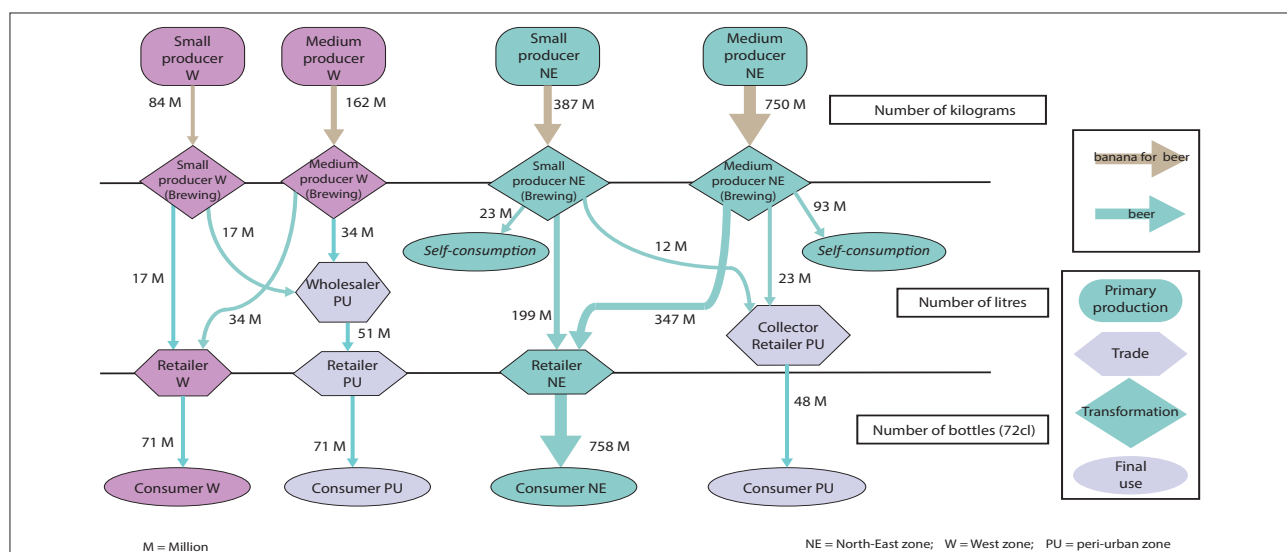 Small
producer
W
Medium
producer
W
Small
producer
NE
Medium
producer
NE
84 M
162 M
387 M
750 M
Number of kilograms
banana for beer
beer
Small
producer W
(Brewing)
Medium
producer W
(Brewing)
Small
producer NE
(Brewing)
Medium
producer NE
(Brewing)
23 M
93 M
17 M
34 M
12 M
Self-consumption
Self-consumption
17 M
Wholesaler
PU
23 M
Primary
production
Number of litres
34 M
199 M
347 M
51 M
Collector
Retailer PU
Trade
Retailer
W
Retailer
PU
Retailer
NE
48 M
Transformation
Number of bottles (72cl)
71 M
71 M
758 M
Final
use
Consumer W
Consumer PU
Consumer NE
Consumer PU
M = Million
NE = North-East zone; W = West zone; PU = peri-urban zone